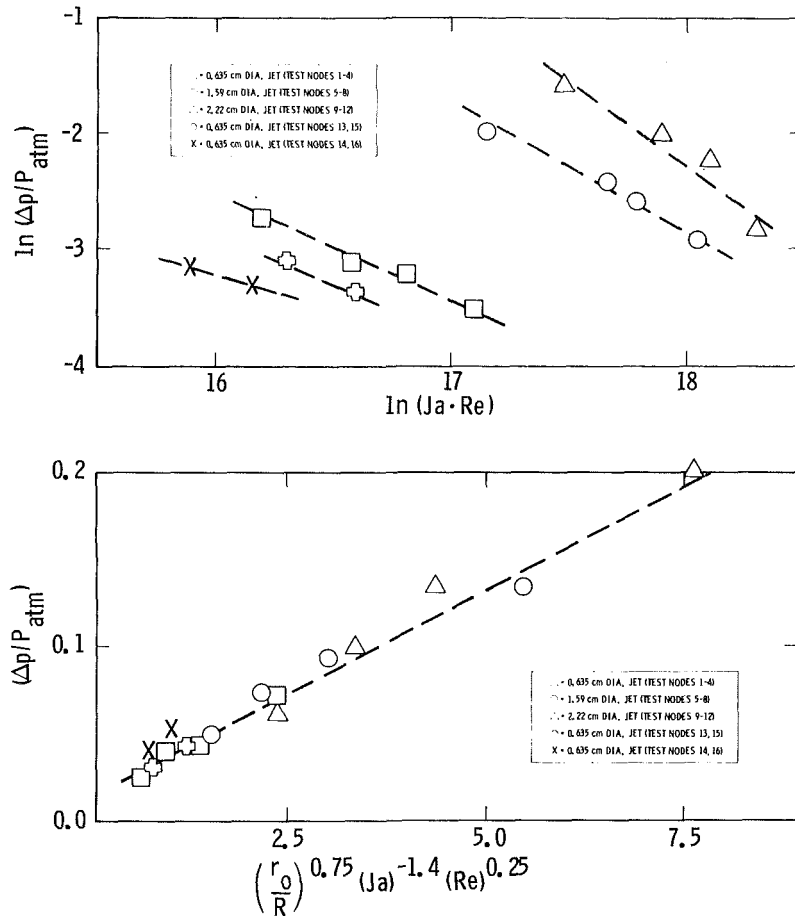 -1
-2
-3
-4
ln (Δp/P_atm)
= 0,635 cm DIA, JET (TEST NODES 1-4)
= 1,59 cm DIA, JET (TEST NODES 5-8)
= 2,22 cm DIA, JET (TEST NODES 9-12)
= 0,635 cm DIA, JET (TEST NODES 13, 15)
X = 0,635 cm DIA, JET (TEST NODES 14, 16)
16 17 18
ln (Ja·Re)
0.2
0.1
0.0
(Δp/P_atm)
= 0,635 cm DIA, JET (TEST NODES 1-4)
= 1,59 cm DIA, JET (TEST NODES 5-8)
= 2,22 cm DIA, JET (TEST NODES 9-12)
= 0,635 cm DIA, JET (TEST NODES 13, 15)
X = 0,635 cm DIA, JET (TEST NODES 14, 16)
2.5 5.0 7.5
(r_o/R)^0.75 (Ja)^-1.4 (Re)^0.25